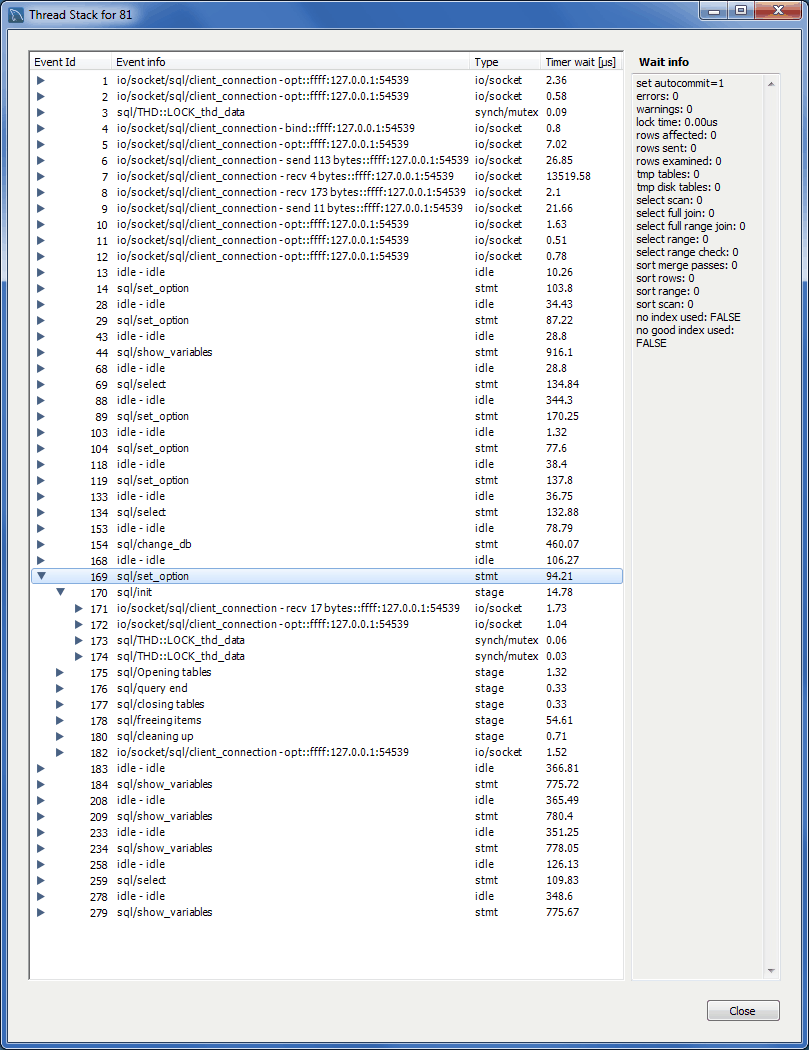 Thread Stack for 81
Event Id Event info Type Timer wait [µs]
1 io/socket/sql/client_connection - opt::ffff:127.0.0.1:54539 io/socket 2.36
2 io/socket/sql/client_connection - opt::ffff:127.0.0.1:54539 io/socket 0.58
3 sql/THD::LOCK_thd_data synch/mutex 0.09
4 io/socket/sql/client_connection - bind::ffff:127.0.0.1:54539 io/socket 0.8
5 io/socket/sql/client_connection - opt::ffff:127.0.0.1:54539 io/socket 7.02
6 io/socket/sql/client_connection - send 113 bytes::ffff:127.0.0.1:54539 io/socket 26.85
7 io/socket/sql/client_connection - recv 4 bytes::ffff:127.0.0.1:54539 io/socket 13519.58
8 io/socket/sql/client_connection - recv 173 bytes::ffff:127.0.0.1:54539 io/socket 2.1
9 io/socket/sql/client_connection - send 11 bytes::ffff:127.0.0.1:54539 io/socket 21.66
10 io/socket/sql/client_connection - opt::ffff:127.0.0.1:54539 io/socket 1.63
11 io/socket/sql/client_connection - opt::ffff:127.0.0.1:54539 io/socket 0.51
12 io/socket/sql/client_connection - opt::ffff:127.0.0.1:54539 io/socket 0.78
13 idle - idle idle 10.26
14 sql/set_option stmt 103.8
28 idle - idle idle 34.43
29 sql/set_option stmt 87.22
43 idle - idle idle 28.8
44 sql/show_variables stmt 916.1
68 idle - idle idle 28.8
69 sql/select stmt 134.84
88 idle - idle idle 344.3
89 sql/set_option stmt 170.25
103 idle - idle idle 1.32
104 sql/set_option stmt 77.6
118 idle - idle idle 38.4
119 sql/set_option stmt 137.8
133 idle - idle idle 36.75
134 sql/select stmt 132.88
153 idle - idle idle 78.79
154 sql/change_db stmt 460.07
168 idle - idle idle 106.27
169 sql/set_option stmt 94.21
170 sql/init stage 14.78
171 io/socket/sql/client_connection - recv 17 bytes::ffff:127.0.0.1:54539 io/socket 1.73
172 io/socket/sql/client_connection - opt::ffff:127.0.0.1:54539 io/socket 1.04
173 sql/THD::LOCK_thd_data synch/mutex 0.06
174 sql/THD::LOCK_thd_data synch/mutex 0.03
175 sql/Opening tables stage 1.32
176 sql/query end stage 0.33
177 sql/closing tables stage 0.33
178 sql/freeing items stage 54.61
180 sql/cleaning up stage 0.71
182 io/socket/sql/client_connection - opt::ffff:127.0.0.1:54539 io/socket 1.52
183 idle - idle idle 366.81
184 sql/show_variables stmt 775.72
208 idle - idle idle 365.49
209 sql/show_variables stmt 780.4
233 idle - idle idle 351.25
234 sql/show_variables stmt 778.05
258 idle - idle idle 126.13
259 sql/select stmt 109.83
278 idle - idle idle 348.6
279 sql/show_variables stmt 775.67
Wait info
set autocommit=1
errors: 0
warnings: 0
lock time: 0.00us
rows affected: 0
rows sent: 0
rows examined: 0
tmp tables: 0
tmp disk tables: 0
select scan: 0
select full join: 0
select full range join: 0
select range: 0
select range check: 0
sort merge passes: 0
sort rows: 0
sort range: 0
sort scan: 0
no index used: FALSE
no good index used:
FALSE
Close